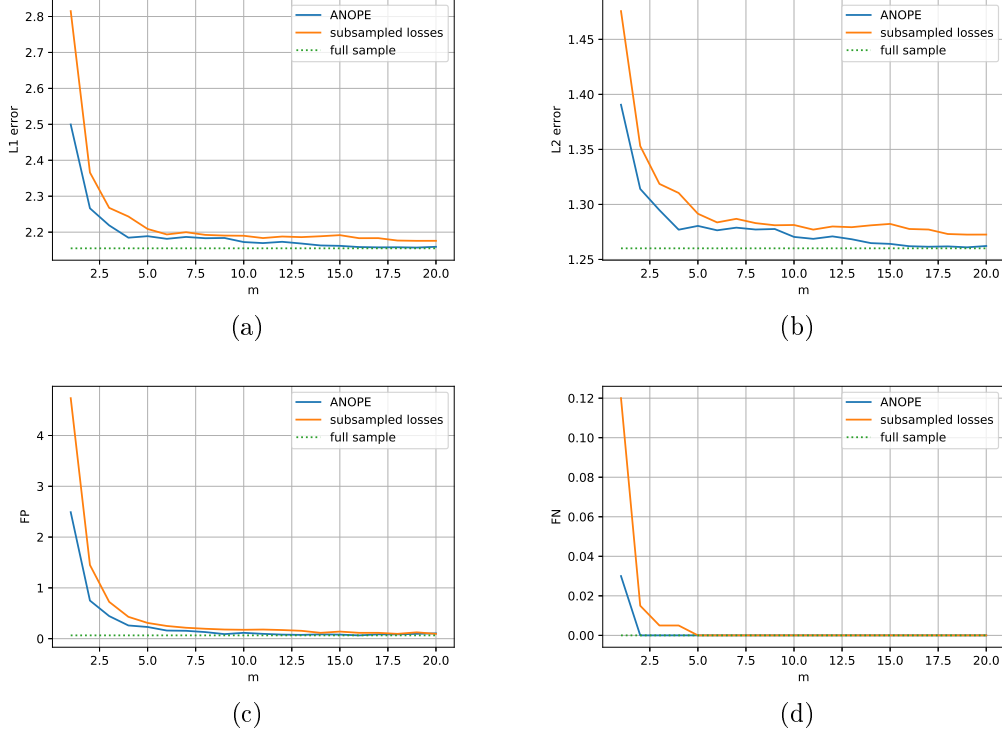 2.8
2.7
2.6
2.5
2.4
2.3
2.2
L1 error
2.5 5.0 7.5 10.0 12.5 15.0 17.5 20.0
m
ANOPE
subsampled losses
full sample
(a)
1.45
1.40
1.35
1.30
1.25
L2 error
2.5 5.0 7.5 10.0 12.5 15.0 17.5 20.0
m
ANOPE
subsampled losses
full sample
(b)
4
3
2
1
0
FP
2.5 5.0 7.5 10.0 12.5 15.0 17.5 20.0
m
ANOPE
subsampled losses
full sample
(c)
0.12
0.10
0.08
0.06
0.04
0.02
0.00
FN
2.5 5.0 7.5 10.0 12.5 15.0 17.5 20.0
m
ANOPE
subsampled losses
full sample
(d)